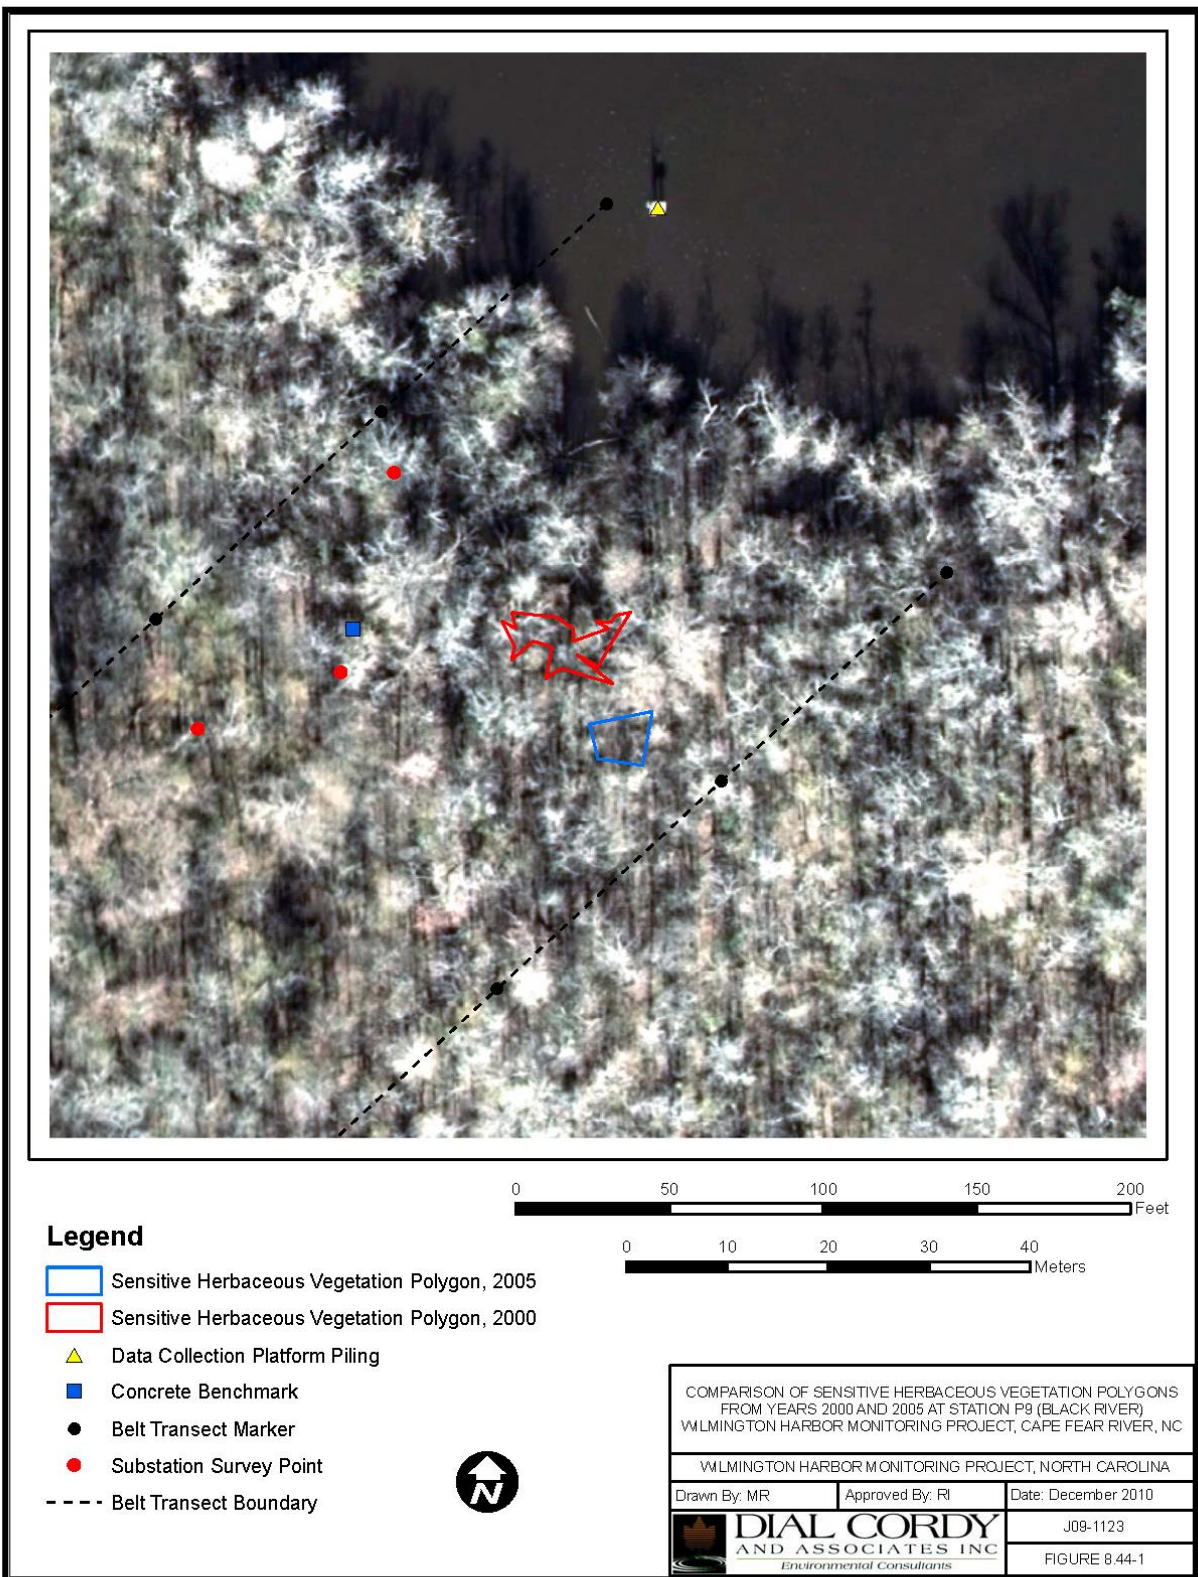 0 50 100 150 200
Feet
0 10 20 30 40
Meters
Legend
Sensitive Herbaceous Vegetation Polygon, 2005
Sensitive Herbaceous Vegetation Polygon, 2000
Data Collection Platform Piling
Concrete Benchmark
Belt Transect Marker
Substation Survey Point
Belt Transect Boundary
N
COMPARISON OF SENSITIVE HERBACEOUS VEGETATION POLYGONS
FROM YEARS 2000 AND 2005 AT STATION P9 (BLACK RIVER)
WILMINGTON HARBOR MONITORING PROJECT, CAPE FEAR RIVER, NC
WILMINGTON HARBOR MONITORING PROJECT, NORTH CAROLINA
Drawn By: MR
Approved By: RI
Date: December 2010
DIAL CORDY
AND ASSOCIATES INC
Environmental Consultants
J09-1123
FIGURE 8.44-1